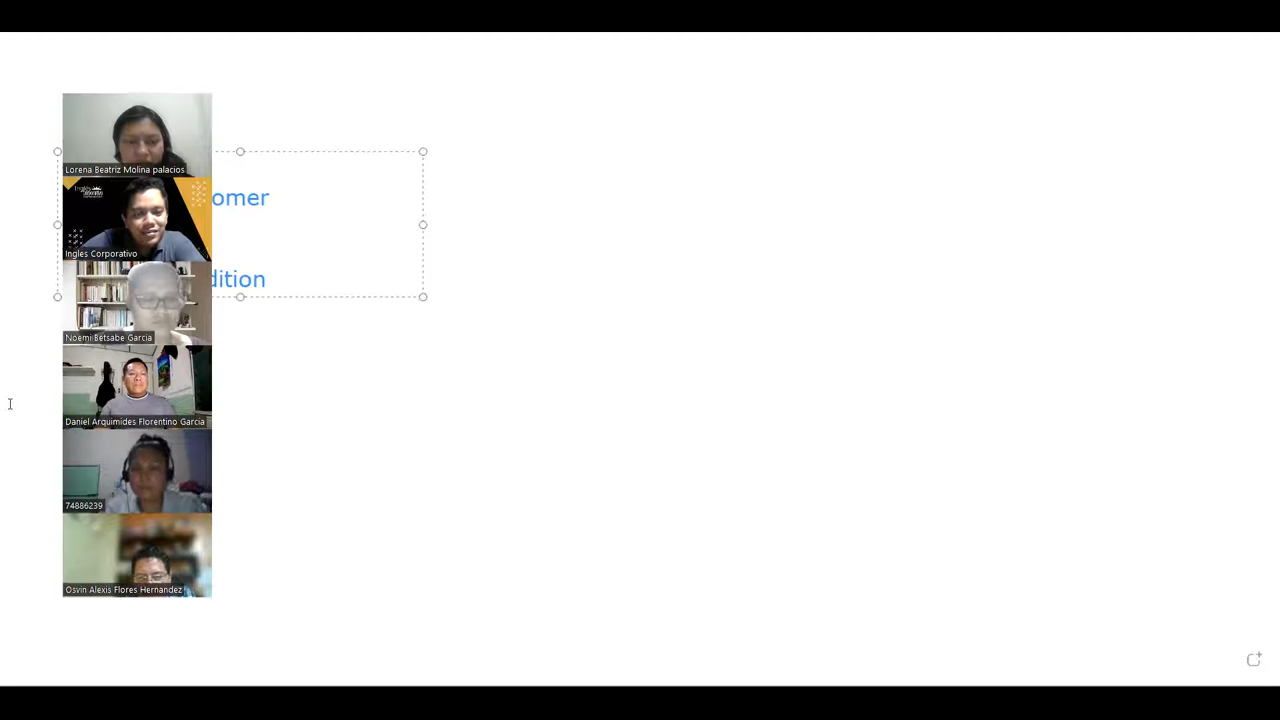 Lorena Beatriz Molina palacios
omer
Ingles Corporativo
dition
Noemi Betsabe Garcia
Daniel Arquimides Florentino Garcia
74886239
Osvin Alexis Flores Hernandez